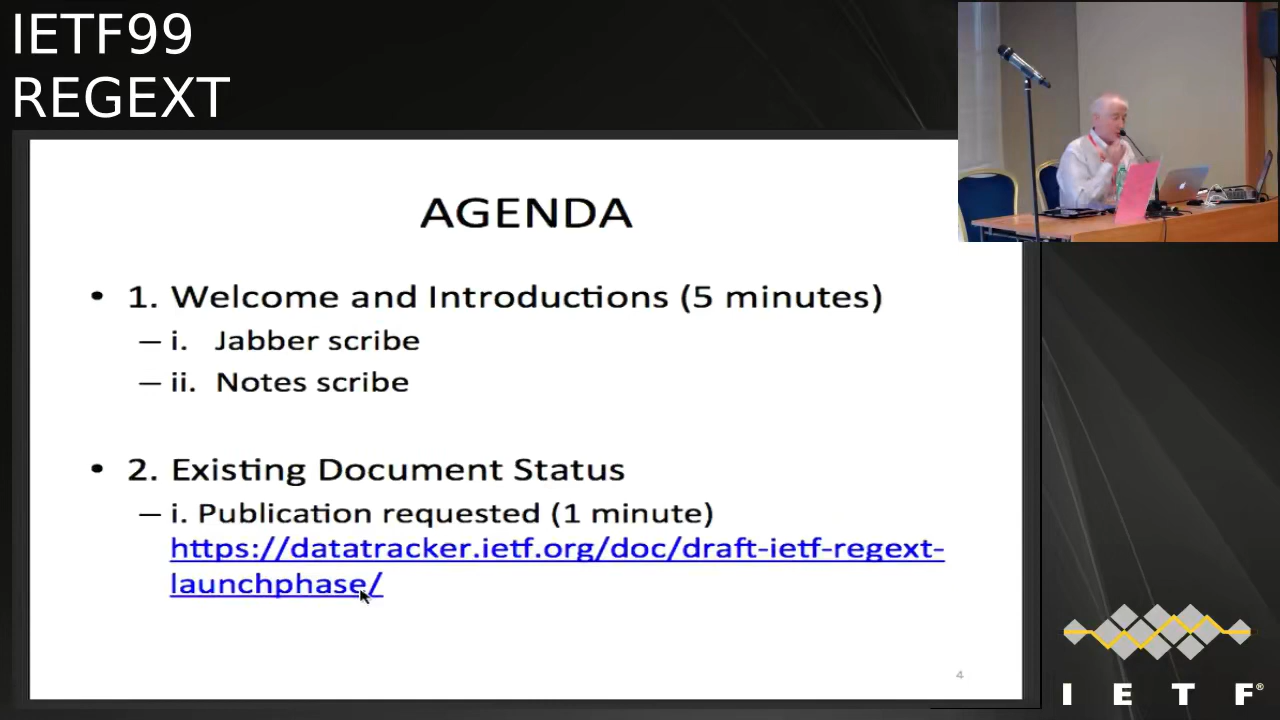 IETF99
REGEXT
AGENDA
• 1. Welcome and Introductions (5 minutes)
– i. Jabber scribe
– ii. Notes scribe
• 2. Existing Document Status
– i. Publication requested (1 minute)
https://datatracker.ietf.org/doc/draft-ietf-regext-
launchphase/
4
I E T F®